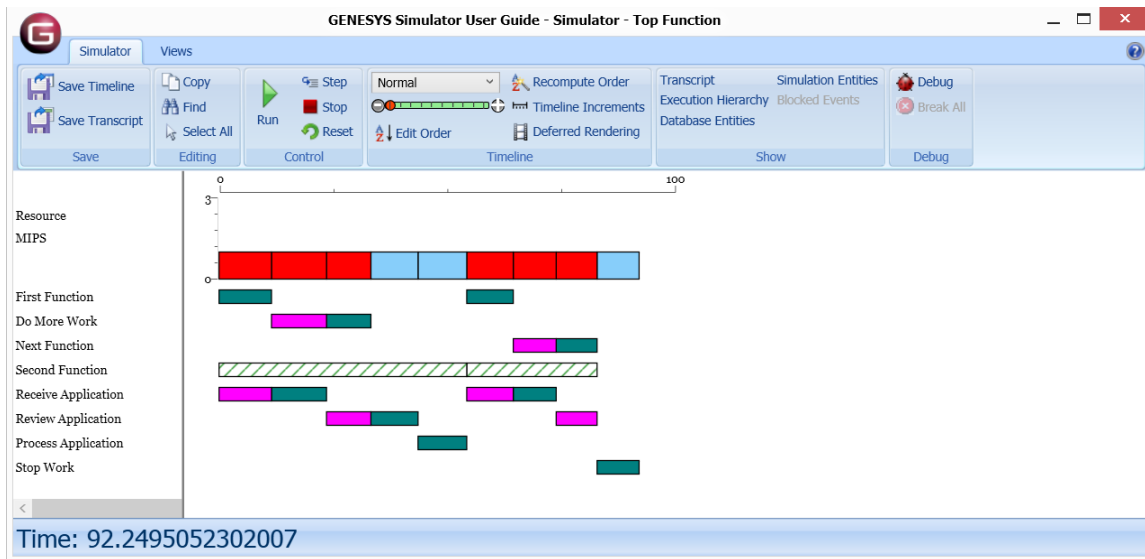 GENESYS Simulator User Guide - Simulator - Top Function
G
Simulator Views
Save Timeline
Save Transcript
Save
Copy
Find
Select All
Editing
Run
Step
Stop
Reset
Control
Normal
Edit Order
Recompute Order
Timeline Increments
Deferred Rendering
Timeline
Transcript
Execution Hierarchy
Database Entities
Simulation Entities
Blocked Events
Show
Debug
Break All
Debug
0 100
3
Resource
MIPS
0
First Function
Do More Work
Next Function
Second Function
Receive Application
Review Application
Process Application
Stop Work
Time: 92.2495052302007